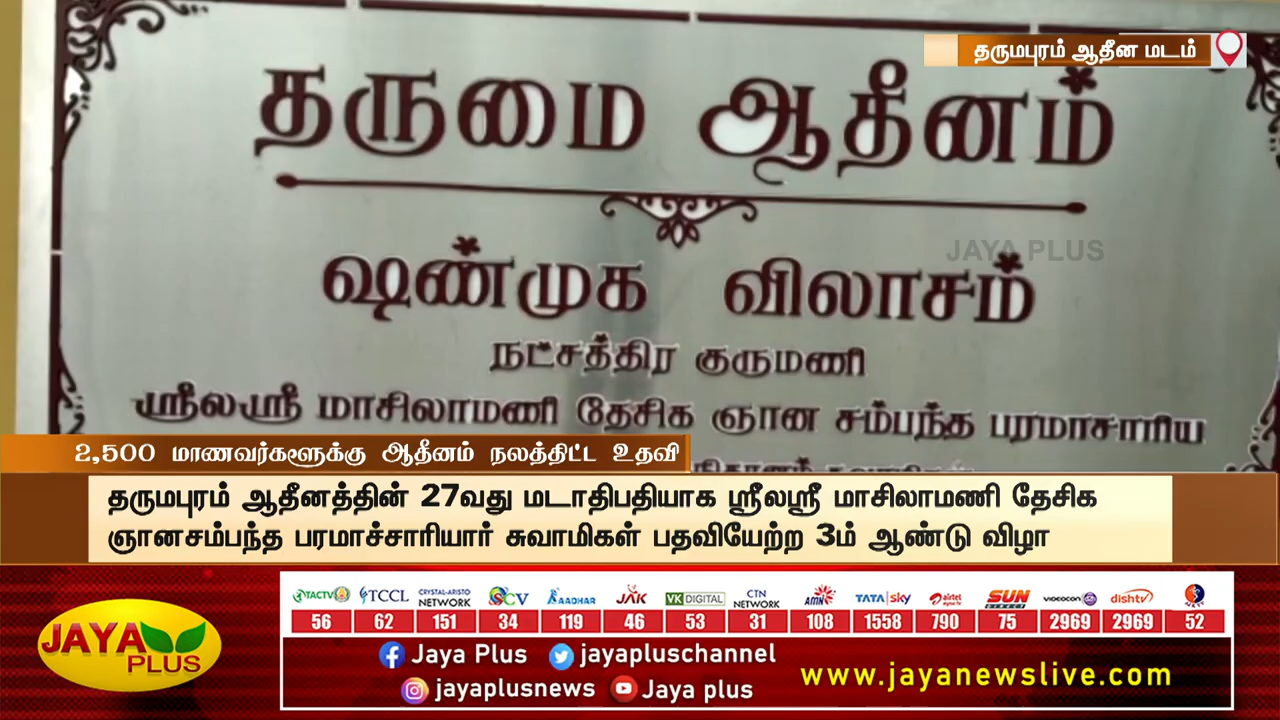 தருமபுரம் ஆதீன மடம்
தருமை ஆதீனம்
JAYA PLUS
ஷண்முக விலாசம்
நட்சத்திர குருமணி
ஸ்ரீலஸ்ரீ மாசிலாமணி தேசிக ஞான சம்பந்த பரமாசாரிய
2,500 மாணவர்களுக்கு ஆதீனம் நலத்திட்ட உதவி
தருமபுரம் ஆதீனத்தின் 27வது மடாதிபதியாக ஸ்ரீலஸ்ரீ மாசிலாமணி தேசிக
ஞானசம்பந்த பரமாச்சாரியார் சுவாமிகள் பதவியேற்ற 3ம் ஆண்டு விழா
TACTV TCCL CRYSTAL-ARISTO NETWORK SCV AADHAR JAK VK DIGITAL CTN NETWORK AMN TATA sky airtel digital TV SUN DIRECT VIDEOCON d2h dishtv
56 62 151 34 119 46 53 31 108 1558 790 75 2969 2969 52
JAYA PLUS
Jaya Plus jayapluschannel
jayaplusnews Jaya plus
www.jayanewslive.com